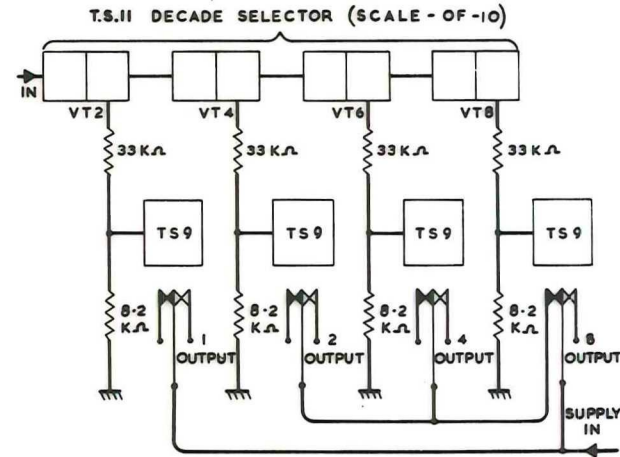 T.S.11 DECADE SELECTOR (SCALE-OF-10)
IN
VT2 VT4 VT6 VT8
33 KΩ 33 KΩ 33 KΩ 33 KΩ
TS9 TS9 TS9 TS9
8·2 KΩ 8·2 KΩ 8·2 KΩ 8·2 KΩ
1 OUTPUT 2 OUTPUT 4 OUTPUT 8 OUTPUT
SUPPLY IN